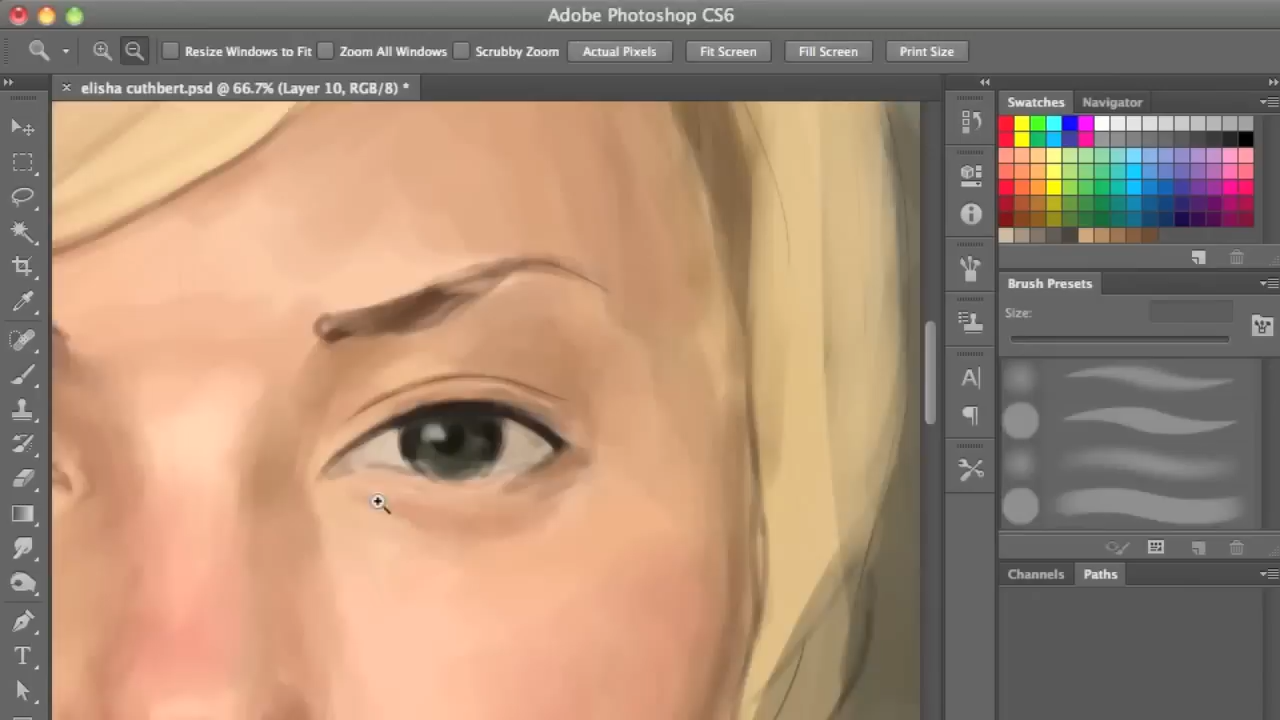 Adobe Photoshop CS6
Resize Windows to Fit Zoom All Windows Scrubby Zoom Actual Pixels Fit Screen Fill Screen Print Size
elisha cuthbert.psd @ 66.7% (Layer 10, RGB/8) *
Swatches Navigator
Brush Presets
Size:
Channels Paths